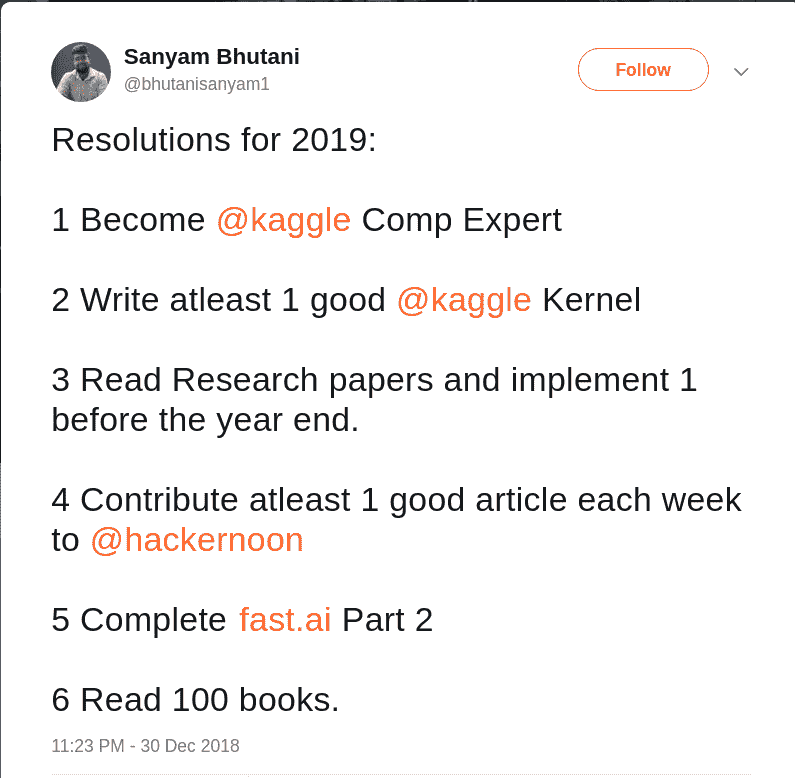 Sanyam Bhutani
@bhutanisanyam1
Follow
Resolutions for 2019:
1 Become @kaggle Comp Expert
2 Write atleast 1 good @kaggle Kernel
3 Read Research papers and implement 1
before the year end.
4 Contribute atleast 1 good article each week
to @hackernoon
5 Complete fast.ai Part 2
6 Read 100 books.
11:23 PM - 30 Dec 2018